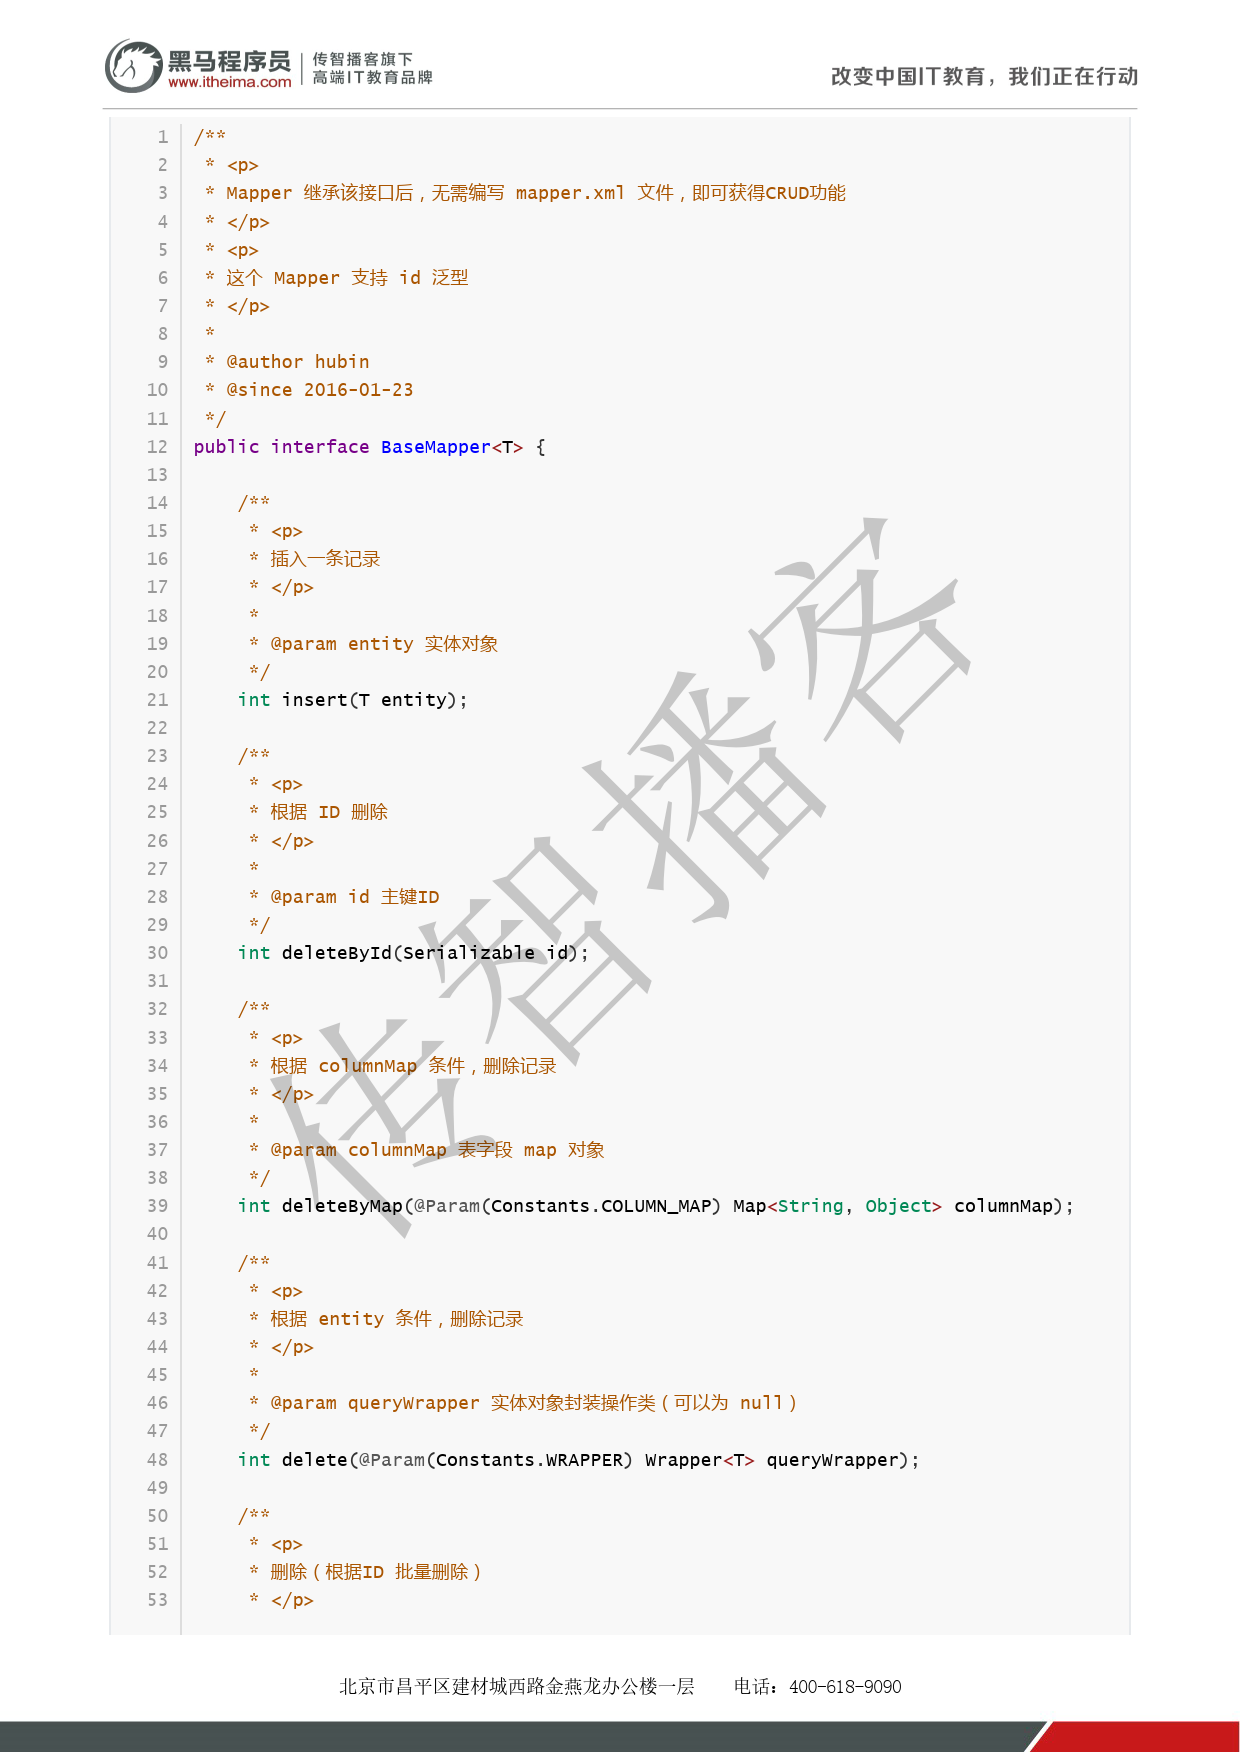 黑马程序员
www.itheima.com
传智播客旗下
高端IT教育品牌
改变中国IT教育，我们正在行动
1 /**
2  * <p>
3  * Mapper 继承该接口后，无需编写 mapper.xml 文件，即可获得CRUD功能
4  * </p>
5  * <p>
6  * 这个 Mapper 支持 id 泛型
7  * </p>
8  *
9  * @author hubin
10  * @since 2016-01-23
11  */
12 public interface BaseMapper<T> {
13
14     /**
15      * <p>
16      * 插入一条记录
17      * </p>
18      *
19      * @param entity 实体对象
20      */
21     int insert(T entity);
22
23     /**
24      * <p>
25      * 根据 ID 删除
26      * </p>
27      *
28      * @param id 主键ID
29      */
30     int deleteById(Serializable id);
31
32     /**
33      * <p>
34      * 根据 columnMap 条件，删除记录
35      * </p>
36      *
37      * @param columnMap 表字段 map 对象
38      */
39     int deleteByMap(@Param(Constants.COLUMN_MAP) Map<String, Object> columnMap);
40
41     /**
42      * <p>
43      * 根据 entity 条件，删除记录
44      * </p>
45      *
46      * @param queryWrapper 实体对象封装操作类（可以为 null）
47      */
48     int delete(@Param(Constants.WRAPPER) Wrapper<T> queryWrapper);
49
50     /**
51      * <p>
52      * 删除（根据ID 批量删除）
53      * </p>
传智播客
北京市昌平区建材城西路金燕龙办公楼一层 电话：400-618-9090